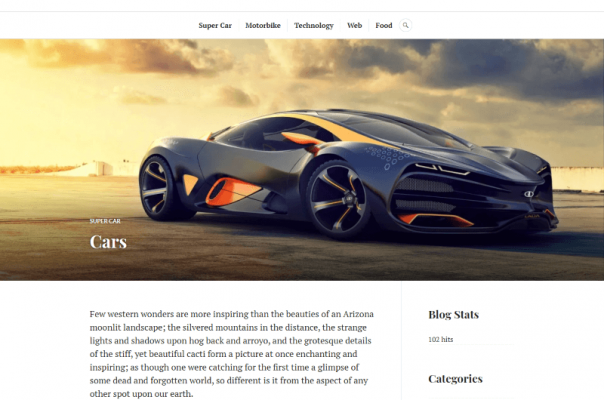 Super Car Motorbike Technology Web Food
SUPER CAR
Cars
Few western wonders are more inspiring than the beauties of an Arizona
moonlit landscape; the silvered mountains in the distance, the strange
lights and shadows upon hog back and arroyo, and the grotesque details
of the stiff, yet beautiful cacti form a picture at once enchanting and
inspiring; as though one were catching for the first time a glimpse of
some dead and forgotten world, so different is it from the aspect of any
other spot upon our earth.
Blog Stats
102 hits
Categories